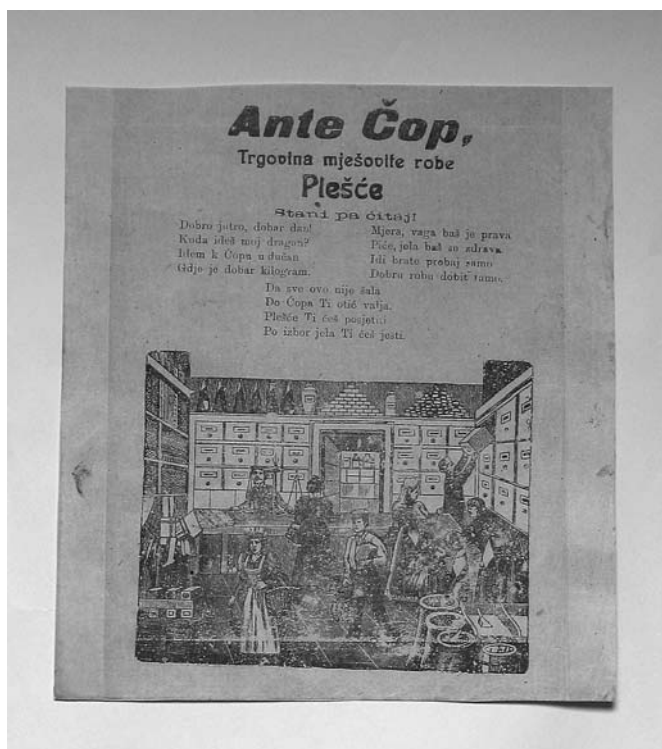 Ante Čop,
Trgovina mješovite robe
Plešće
Stani pa čitaj!
Dobro jutro, dobar dan!
Kuda ideš moj dragan?
Idem k Čopu u dućan
Gdje je dobar kilogram.
Mjera, vaga baš je prava
Piće, jela baš so zdrava
Idi brate probaj samo
Dobru robu dobit tamo.
Da sve ovo nije šala
Do Čopa Ti otić valja.
Plešće Ti ćeš posjetiti
Po izbor jela Ti ćeš jesti.